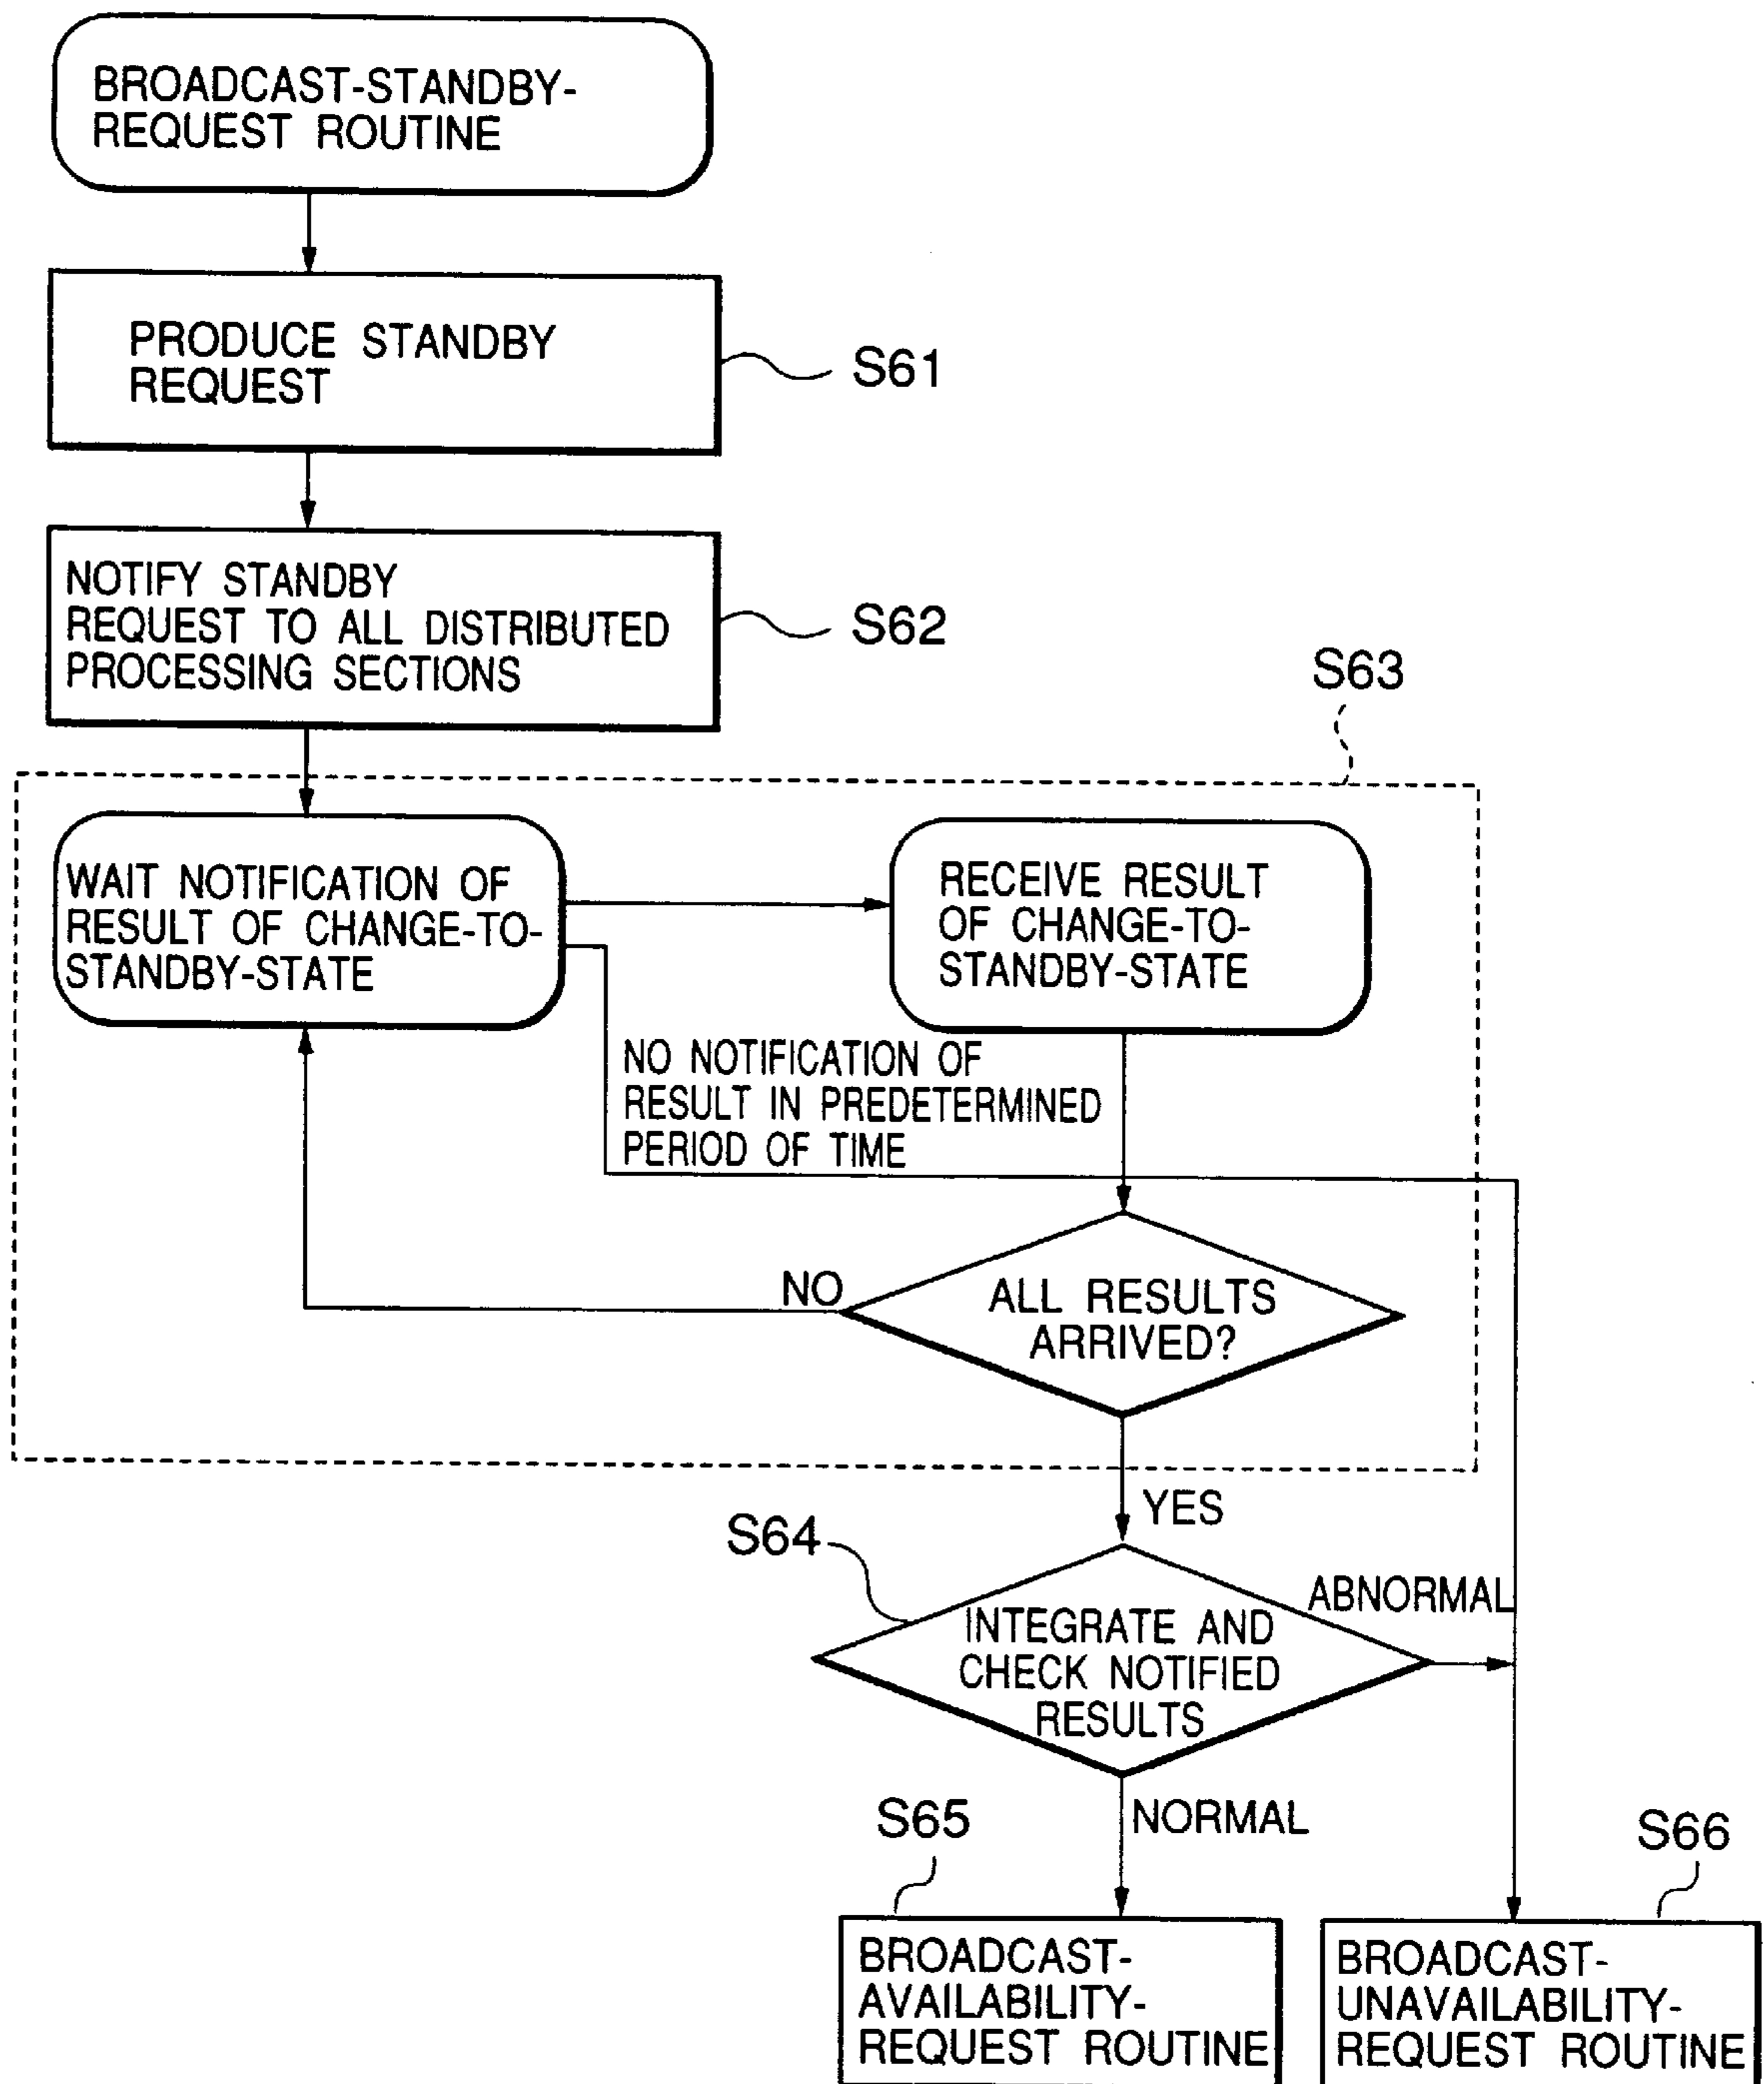 BROADCAST-STANDBY-
REQUEST ROUTINE
PRODUCE STANDBY
REQUEST
S61
NOTIFY STANDBY
REQUEST TO ALL DISTRIBUTED
PROCESSING SECTIONS
S62
S63
WAIT NOTIFICATION OF
RESULT OF CHANGE-TO-
STANDBY-STATE
RECEIVE RESULT
OF CHANGE-TO-
STANDBY-STATE
NO NOTIFICATION OF
RESULT IN PREDETERMINED
PERIOD OF TIME
NO
ALL RESULTS
ARRIVED?
YES
S64
ABNORMAL
INTEGRATE AND
CHECK NOTIFIED
RESULTS
NORMAL
S65
S66
BROADCAST-
AVAILABILITY-
REQUEST ROUTINE
BROADCAST-
UNAVAILABILITY-
REQUEST ROUTINE